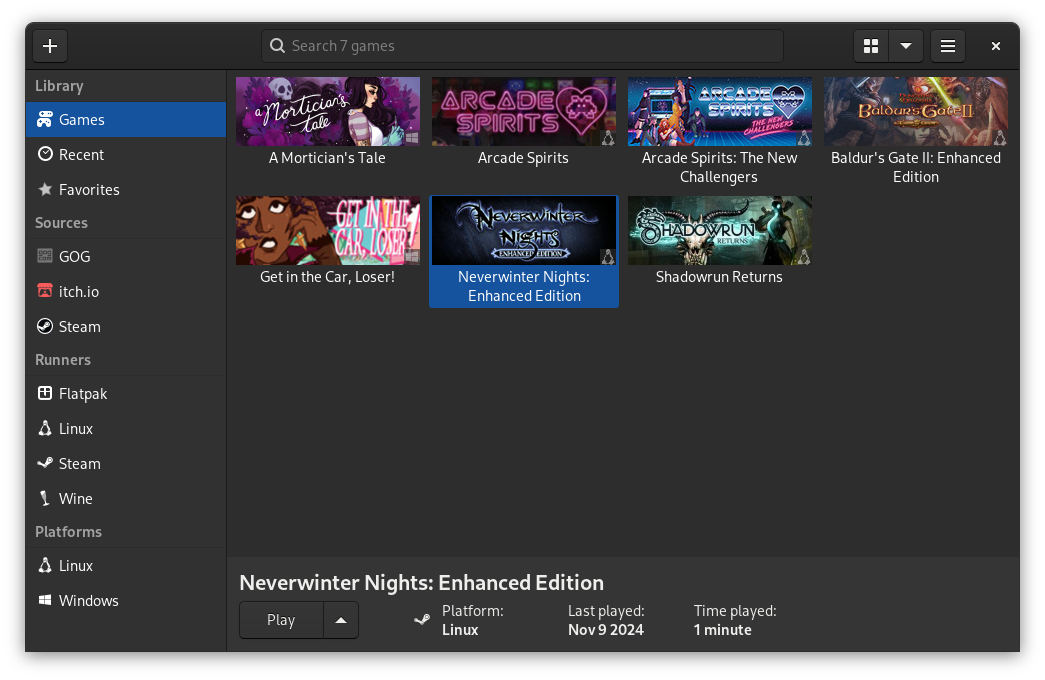 Search 7 games
Library
Games
Recent
Favorites
Sources
GOG
itch.io
Steam
Runners
Flatpak
Linux
Steam
Wine
Platforms
Linux
Windows
a Mortician's
tale
A Mortician's Tale
ARCADE
SPIRITS
Arcade Spirits
ARCADE
SPIRITS
THE NEW
CHALLENGERS
Arcade Spirits: The New
Challengers
BALDUR'S GATE II
Baldur's Gate II: Enhanced
Edition
GET IN THE
CAR, LOSER!
Get in the Car, Loser!
NEVERWINTER
NIGHTS
ENHANCED EDITION
Neverwinter Nights:
Enhanced Edition
SHADOWRUN
RETURNS
Shadowrun Returns
Neverwinter Nights: Enhanced Edition
Play
Platform:
Linux
Last played:
Nov 9 2024
Time played:
1 minute